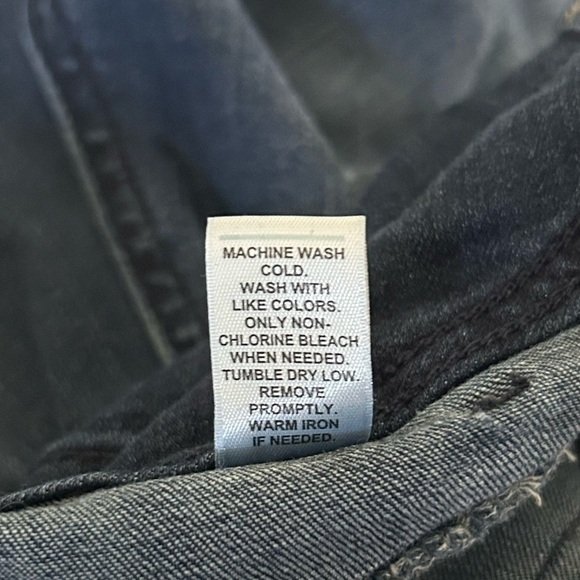 MACHINE WASH
COLD.
WASH WITH
LIKE COLORS.
ONLY NON-
CHLORINE BLEACH
WHEN NEEDED.
TUMBLE DRY LOW.
REMOVE
PROMPTLY.
WARM IRON
IF NEEDED.